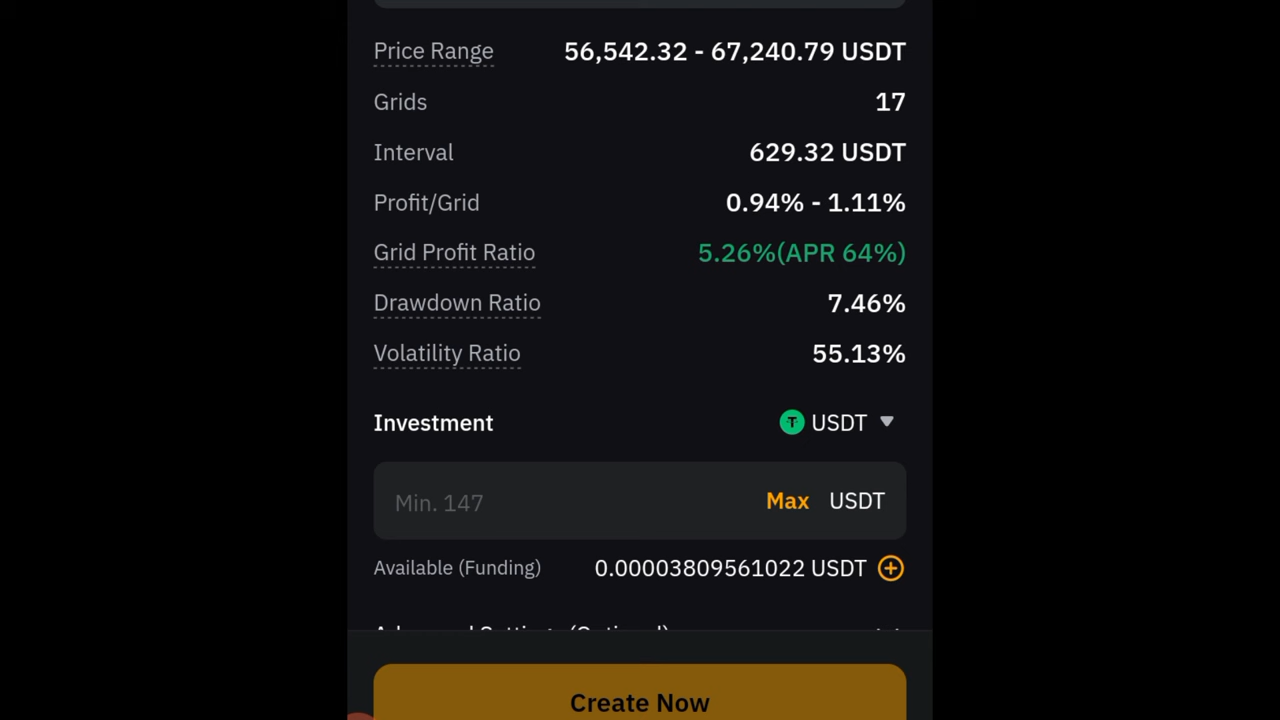 Price Range 56,542.32 - 67,240.79 USDT
Grids 17
Interval 629.32 USDT
Profit/Grid 0.94% - 1.11%
Grid Profit Ratio 5.26%(APR 64%)
Drawdown Ratio 7.46%
Volatility Ratio 55.13%
Investment USDT
Min. 147 Max USDT
Available (Funding) 0.00003809561022 USDT
Create Now